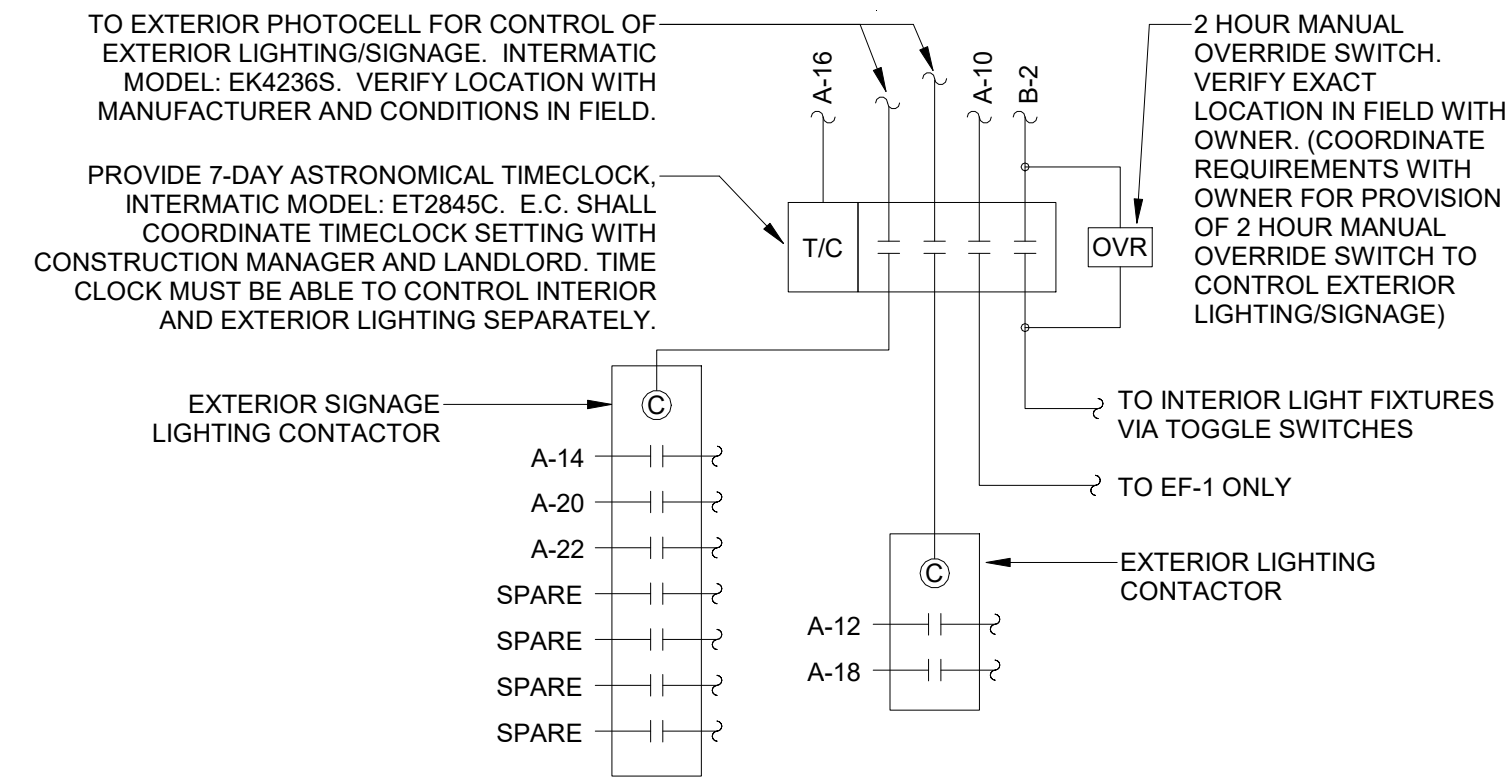 TO EXTERIOR PHOTOCELL FOR CONTROL OF
EXTERIOR LIGHTING/SIGNAGE.  INTERMATIC
MODEL: EK4236S.  VERIFY LOCATION WITH
MANUFACTURER AND CONDITIONS IN FIELD.
A-16
A-10
B-2
2 HOUR MANUAL
OVERRIDE SWITCH.
VERIFY EXACT
LOCATION IN FIELD WITH
OWNER. (COORDINATE
REQUIREMENTS WITH
OWNER FOR PROVISION
OF 2 HOUR MANUAL
OVERRIDE SWITCH TO
CONTROL EXTERIOR
LIGHTING/SIGNAGE)
PROVIDE 7-DAY ASTRONOMICAL TIMECLOCK,
INTERMATIC MODEL: ET2845C.  E.C. SHALL
COORDINATE TIMECLOCK SETTING WITH
CONSTRUCTION MANAGER AND LANDLORD. TIME
CLOCK MUST BE ABLE TO CONTROL INTERIOR
AND EXTERIOR LIGHTING SEPARATELY.
T/C
OVR
EXTERIOR SIGNAGE
LIGHTING CONTACTOR
C
A-14
A-20
A-22
SPARE
SPARE
SPARE
SPARE
TO INTERIOR LIGHT FIXTURES
VIA TOGGLE SWITCHES
TO EF-1 ONLY
EXTERIOR LIGHTING
CONTACTOR
C
A-12
A-18